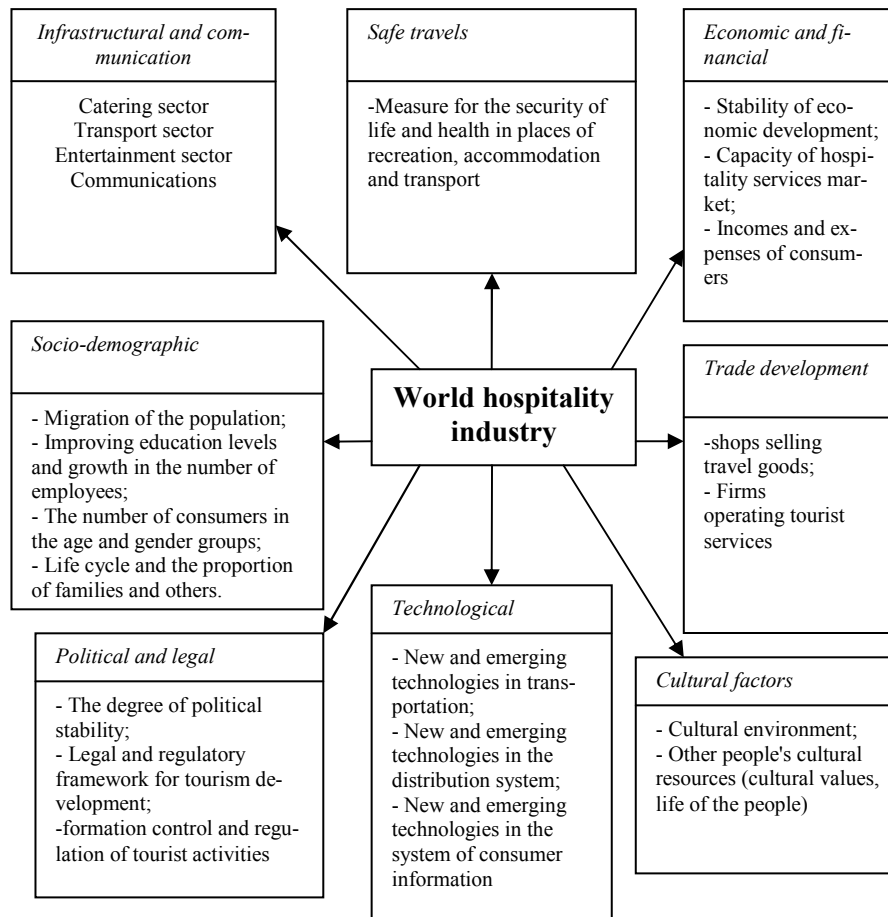 Infrastructural and com-
munication
Catering sector
Transport sector
Entertainment sector
Communications
Safe travels
-Measure for the security of
life and health in places of
recreation, accommodation
and transport
Economic and fi-
nancial
- Stability of eco-
nomic development;
- Capacity of hosp-
itality services mar-
ket;
- Incomes and ex-
penses of consum-
ers
Socio-demographic
- Migration of the population;
- Improving education levels
and growth in the number of
employees;
- The number of consumers in
the age and gender groups;
- Life cycle and the proportion
of families and others.
World hospitality
industry
Trade development
-shops selling
travel goods;
- Firms
operating tourist
services
Political and legal
- The degree of political
stability;
- Legal and regulatory
framework for tourism de-
velopment;
-formation control and regu-
lation of tourist activities
Technological
- New and emerging
technologies in trans-
portation;
- New and emerging
technologies in the
distribution system;
- New and emerging
technologies in the
system of consumer
information
Cultural factors
- Cultural environment;
- Other people's cultural
resources (cultural values,
life of the people)